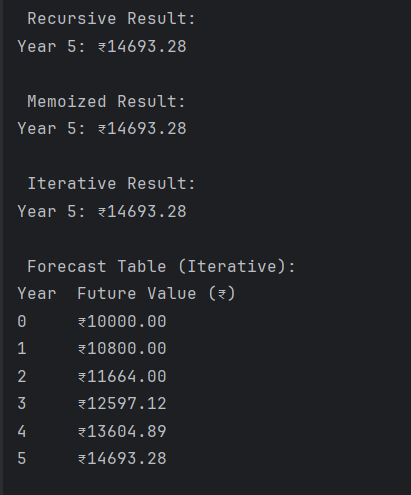 Recursive Result:
Year 5: ₹14693.28
Memoized Result:
Year 5: ₹14693.28
Iterative Result:
Year 5: ₹14693.28
Forecast Table (Iterative):
Year  Future Value (₹)
0     ₹10000.00
1     ₹10800.00
2     ₹11664.00
3     ₹12597.12
4     ₹13604.89
5     ₹14693.28